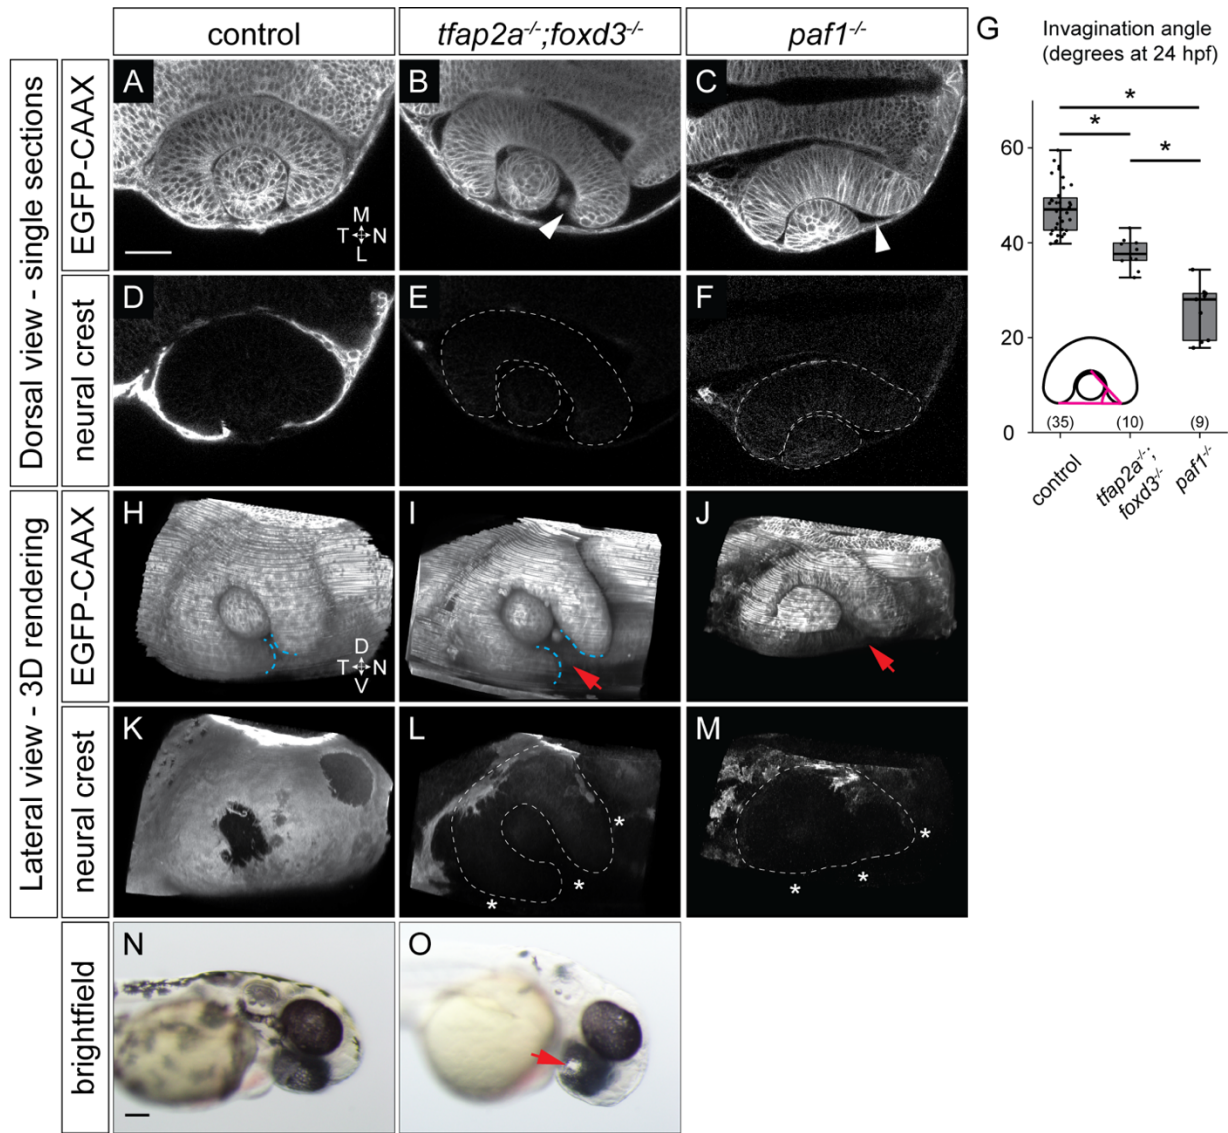 control
tfap2a-/-;foxd3-/-
paf1-/-
G
Invagination angle
(degrees at 24 hpf)
Dorsal view - single sections
EGFP-CAAX
A
M
T N
L
B
C
neural crest
D
E
F
*
*
*
60
40
20
0
(35)
(10)
(9)
control
tfap2a-/-;
foxd3-/-
paf1-/-
Lateral view - 3D rendering
EGFP-CAAX
H
D
T N
V
I
J
neural crest
K
L
*
*
*
M
*
*
*
brightfield
N
O